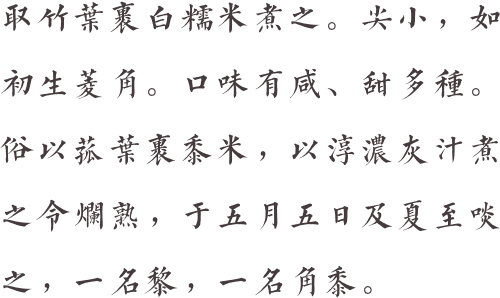 取竹葉裹白糯米煮之。尖小，如
初生菱角。口味有咸、甜多種。
俗以菰葉裹黍米，以淳濃灰汁煮
之令爛熟，于五月五日及夏至啖
之，一名黎，一名角黍。